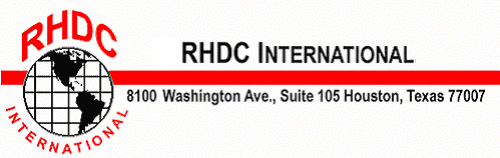 RHDC
INTERNATIONAL
RHDC INTERNATIONAL
8100 Washington Ave., Suite 105 Houston, Texas 77007